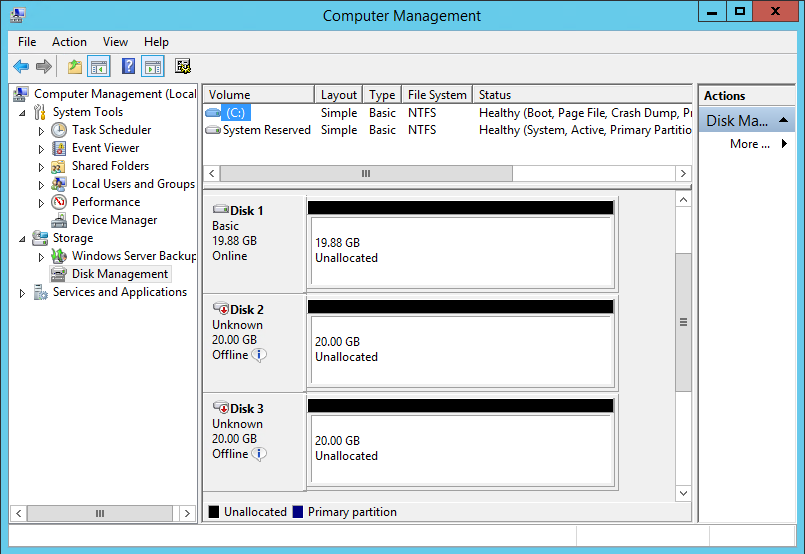 Computer Management
File Action View Help
Computer Management (Local
System Tools
Task Scheduler
Event Viewer
Shared Folders
Local Users and Groups
Performance
Device Manager
Storage
Windows Server Backup
Disk Management
Services and Applications
Volume Layout Type File System Status
(C:) Simple Basic NTFS Healthy (Boot, Page File, Crash Dump, Pr
System Reserved Simple Basic NTFS Healthy (System, Active, Primary Partitio
Disk 1
Basic
19.88 GB
Online
19.88 GB
Unallocated
Disk 2
Unknown
20.00 GB
Offline
20.00 GB
Unallocated
Disk 3
Unknown
20.00 GB
Offline
20.00 GB
Unallocated
Unallocated Primary partition
Actions
Disk Ma...
More ...